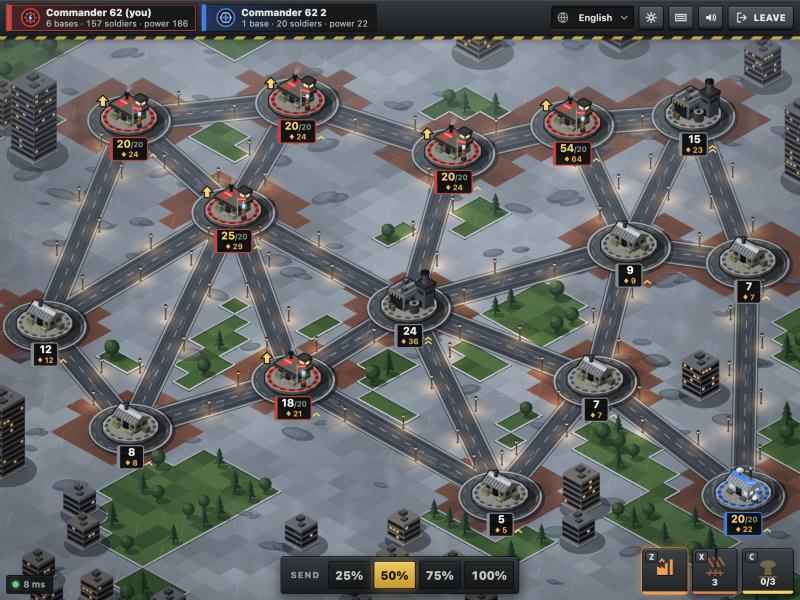 Commander 62 (you)
6 bases · 157 soldiers · power 186
Commander 62 2
1 base · 20 soldiers · power 22
English
LEAVE
20/20
♦ 24
20/20
♦ 24
20/20
♦ 24
54/20
♦ 64
15
♦ 23
25/20
♦ 29
9
♦ 9
7
♦ 7
12
♦ 12
24
♦ 36
18/20
♦ 21
7
♦ 7
8
♦ 8
5
♦ 5
20/20
♦ 22
8 ms
SEND 25% 50% 75% 100%
Z
X
3
C
0/3